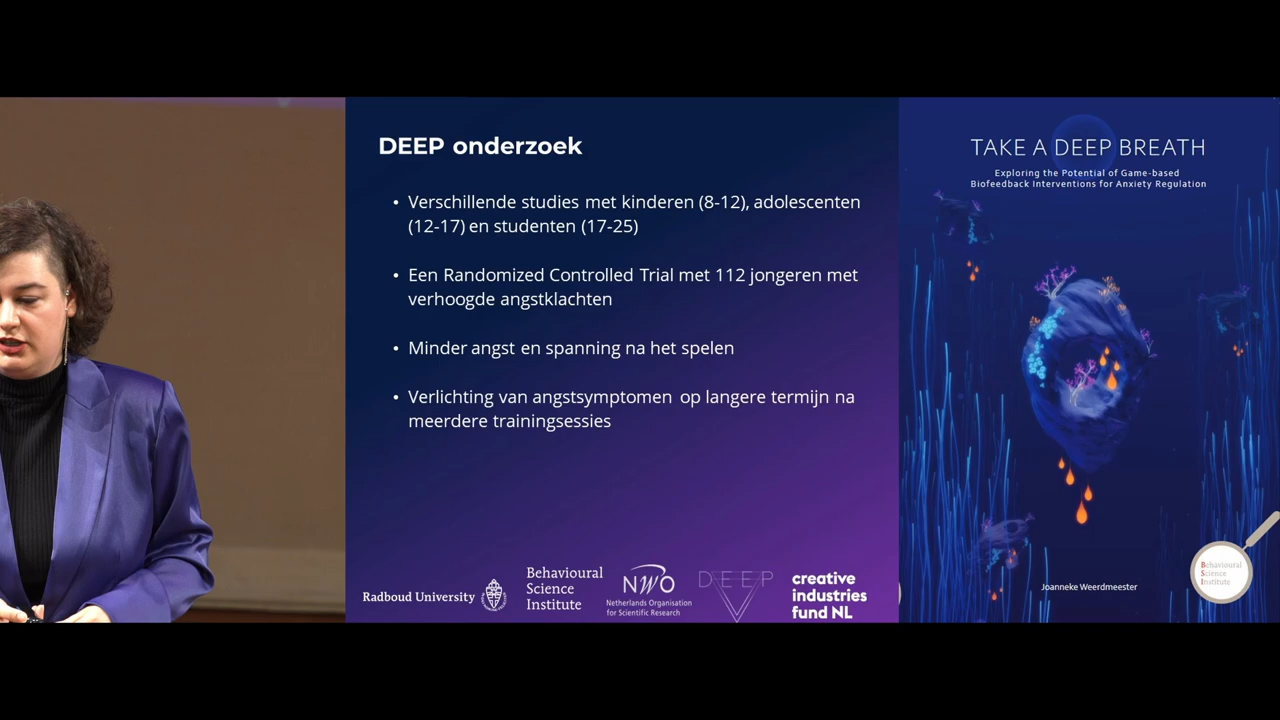 DEEP onderzoek
• Verschillende studies met kinderen (8-12), adolescenten
(12-17) en studenten (17-25)
• Een Randomized Controlled Trial met 112 jongeren met
verhoogde angstklachten
• Minder angst en spanning na het spelen
• Verlichting van angstsymptomen op langere termijn na
meerdere trainingsessies
Radboud University
Behavioural
Science
Institute
NWO
Netherlands Organisation
for Scientific Research
DEEP
creative
industries
fund NL
TAKE A DEEP BREATH
Exploring the Potential of Game-based
Biofeedback Interventions for Anxiety Regulation
Joanneke Weerdmeester
Behavioural
Science
Institute